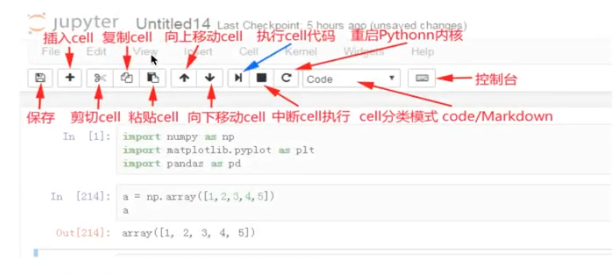 jupyter Untitled14 Last Checkpoint: 5 hours ago (unsaved changes)
插入cell 复制cell 向上移动cell 执行cell代码 重启Pythonn内核
File Edit View Insert Cell Kernel Widgets Help
Code
控制台
保存 剪切cell 粘贴cell 向下移动cell 中断cell执行 cell分类模式 code/Markdown
In [1]: import numpy as np
import matplotlib.pyplot as plt
import pandas as pd
In [214]: a = np.array([1,2,3,4,5])
a
Out[214]: array([1, 2, 3, 4, 5])